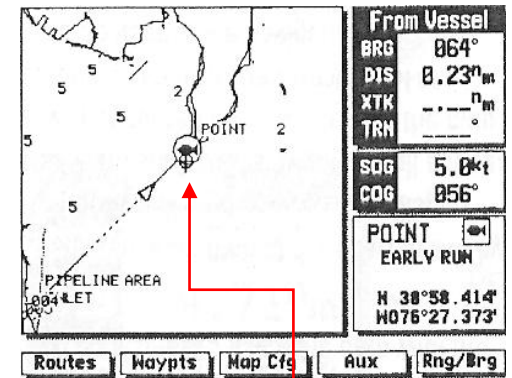 From Vessel
BRG 064°
DIS 0.23nm
XTK _.__nm
TRN ___°
SOG 5.0kt
COG 056°
POINT
EARLY RUN
N 38°58.414'
W076°27.373'
5
2
5
POINT 2
5
5
5
PIPELINE AREA
004
LET
Routes Waypts Map Cfg Aux Rng/Brg